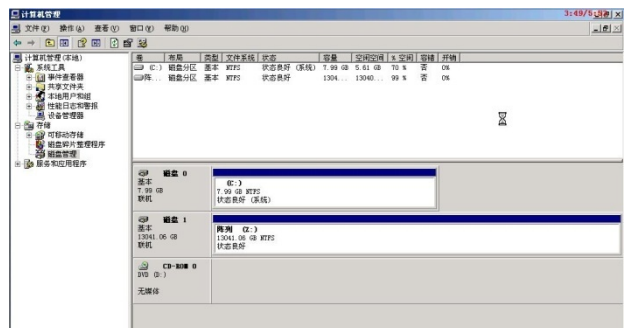 计算机管理
3:49/5:
文件(F) 操作(A) 查看(V) 窗口(W) 帮助(H)
计算机管理(本地)
系统工具
事件查看器
共享文件夹
本地用户和组
性能日志和警报
设备管理器
存储
可移动存储
磁盘碎片整理程序
磁盘管理
服务和应用程序
卷 布局 类型 文件系统 状态 容量 空闲空间 % 空闲 容错 开销
(C:) 磁盘分区 基本 NTFS 状态良好 (系统) 7.99 GB 5.61 GB 70 % 否 0%
阵... 磁盘分区 基本 NTFS 状态良好 1304... 13040... 99 % 否 0%
磁盘 0
基本
7.99 GB
联机
(C:)
7.99 GB NTFS
状态良好 (系统)
磁盘 1
基本
13041.06 GB
联机
阵列 (Z:)
13041.06 GB NTFS
状态良好
CD-ROM 0
DVD (D:)
无媒体